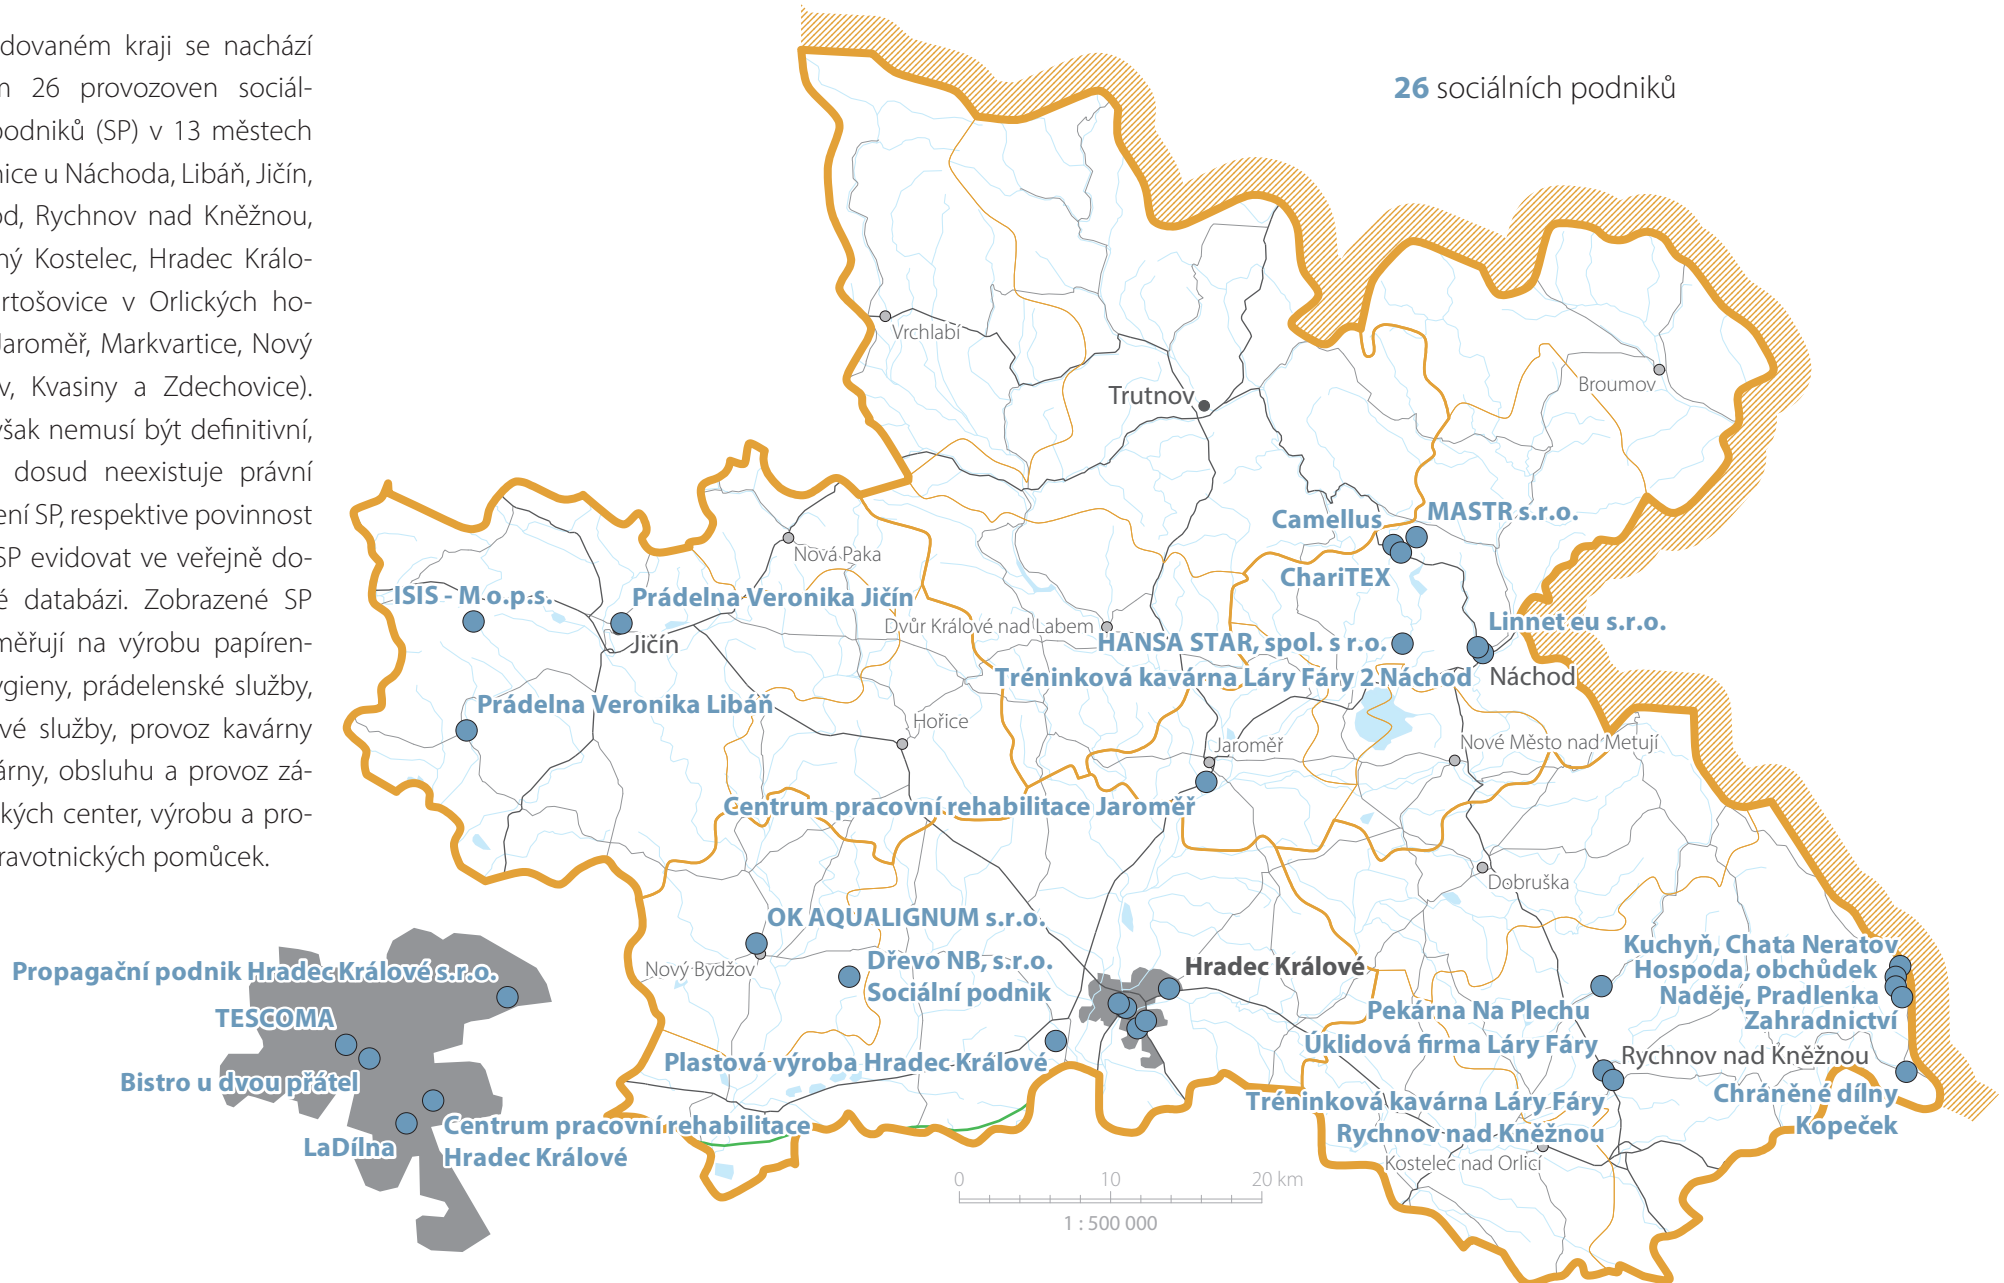 dovaném kraji se nachází
26 provozoven sociál-
podniků (SP) v 13 městech
nice u Náchoda, Libáň, Jičín,
od, Rychnov nad Kněžnou,
ný Kostelec, Hradec Králo-
rtošovice v Orlických ho-
Jaroměř, Markvartice, Nový
v, Kvasiny a Zdechovice).
však nemusí být definitivní,
dosud neexistuje právní
ení SP, respektive povinnost
SP evidovat ve veřejně do-
é databázi. Zobrazené SP
měřují na výrobu papíren-
ygieny, prádelenské služby,
vé služby, provoz kavárny
árny, obsluhu a provoz zá-
kých center, výrobu a pro-
ravotnických pomůcek.
26 sociálních podniků
Vrchlabí
Trutnov
Broumov
Camellus
MASTR s.r.o.
ChariTEX
Nová Paka
ISIS - M o.p.s.
Prádelna Veronika Jičín
Jičín
Dvůr Králové nad Labem
HANSA STAR, spol. s r.o.
Linnet eu s.r.o.
Tréninková kavárna Láry Fáry 2 Náchod
Náchod
Prádelna Veronika Libáň
Hořice
Jaroměř
Nové Město nad Metují
Centrum pracovní rehabilitace Jaroměř
Dobruška
OK AQUALIGNUM s.r.o.
Nový Bydžov
Dřevo NB, s.r.o.
Sociální podnik
Hradec Králové
Plastová výroba Hradec Králové
Kuchyň, Chata Neratov
Hospoda, obchůdek
Naděje, Pradlenka
Zahradnictví
Pekárna Na Plechu
Úklidová firma Láry Fáry
Rychnov nad Kněžnou
Tréninková kavárna Láry Fáry
Rychnov nad Kněžnou
Chráněné dílny
Kopeček
Kostelec nad Orlicí
Propagační podnik Hradec Králové s.r.o.
TESCOMA
Bistro u dvou přátel
LaDílna
Centrum pracovní rehabilitace
Hradec Králové
0 10 20 km
1 : 500 000